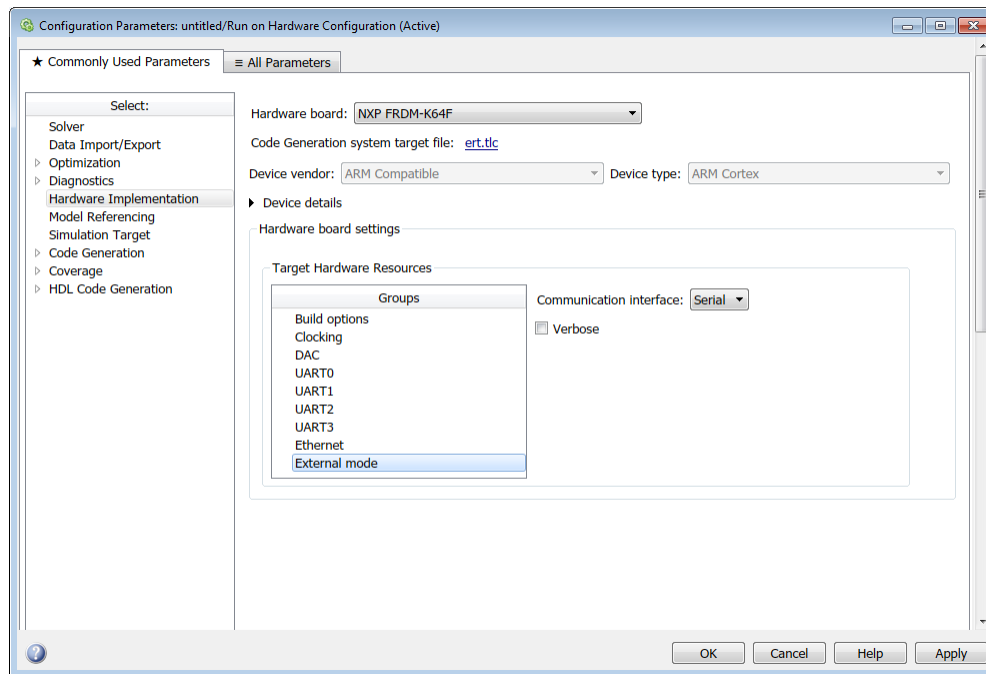 Configuration Parameters: untitled/Run on Hardware Configuration (Active)
★ Commonly Used Parameters
≡ All Parameters
Select:
Solver
Data Import/Export
Optimization
Diagnostics
Hardware Implementation
Model Referencing
Simulation Target
Code Generation
Coverage
HDL Code Generation
Hardware board: NXP FRDM-K64F
Code Generation system target file: ert.tlc
Device vendor: ARM Compatible Device type: ARM Cortex
Device details
Hardware board settings
Target Hardware Resources
Groups
Build options
Clocking
DAC
UART0
UART1
UART2
UART3
Ethernet
External mode
Communication interface: Serial
Verbose
OK Cancel Help Apply